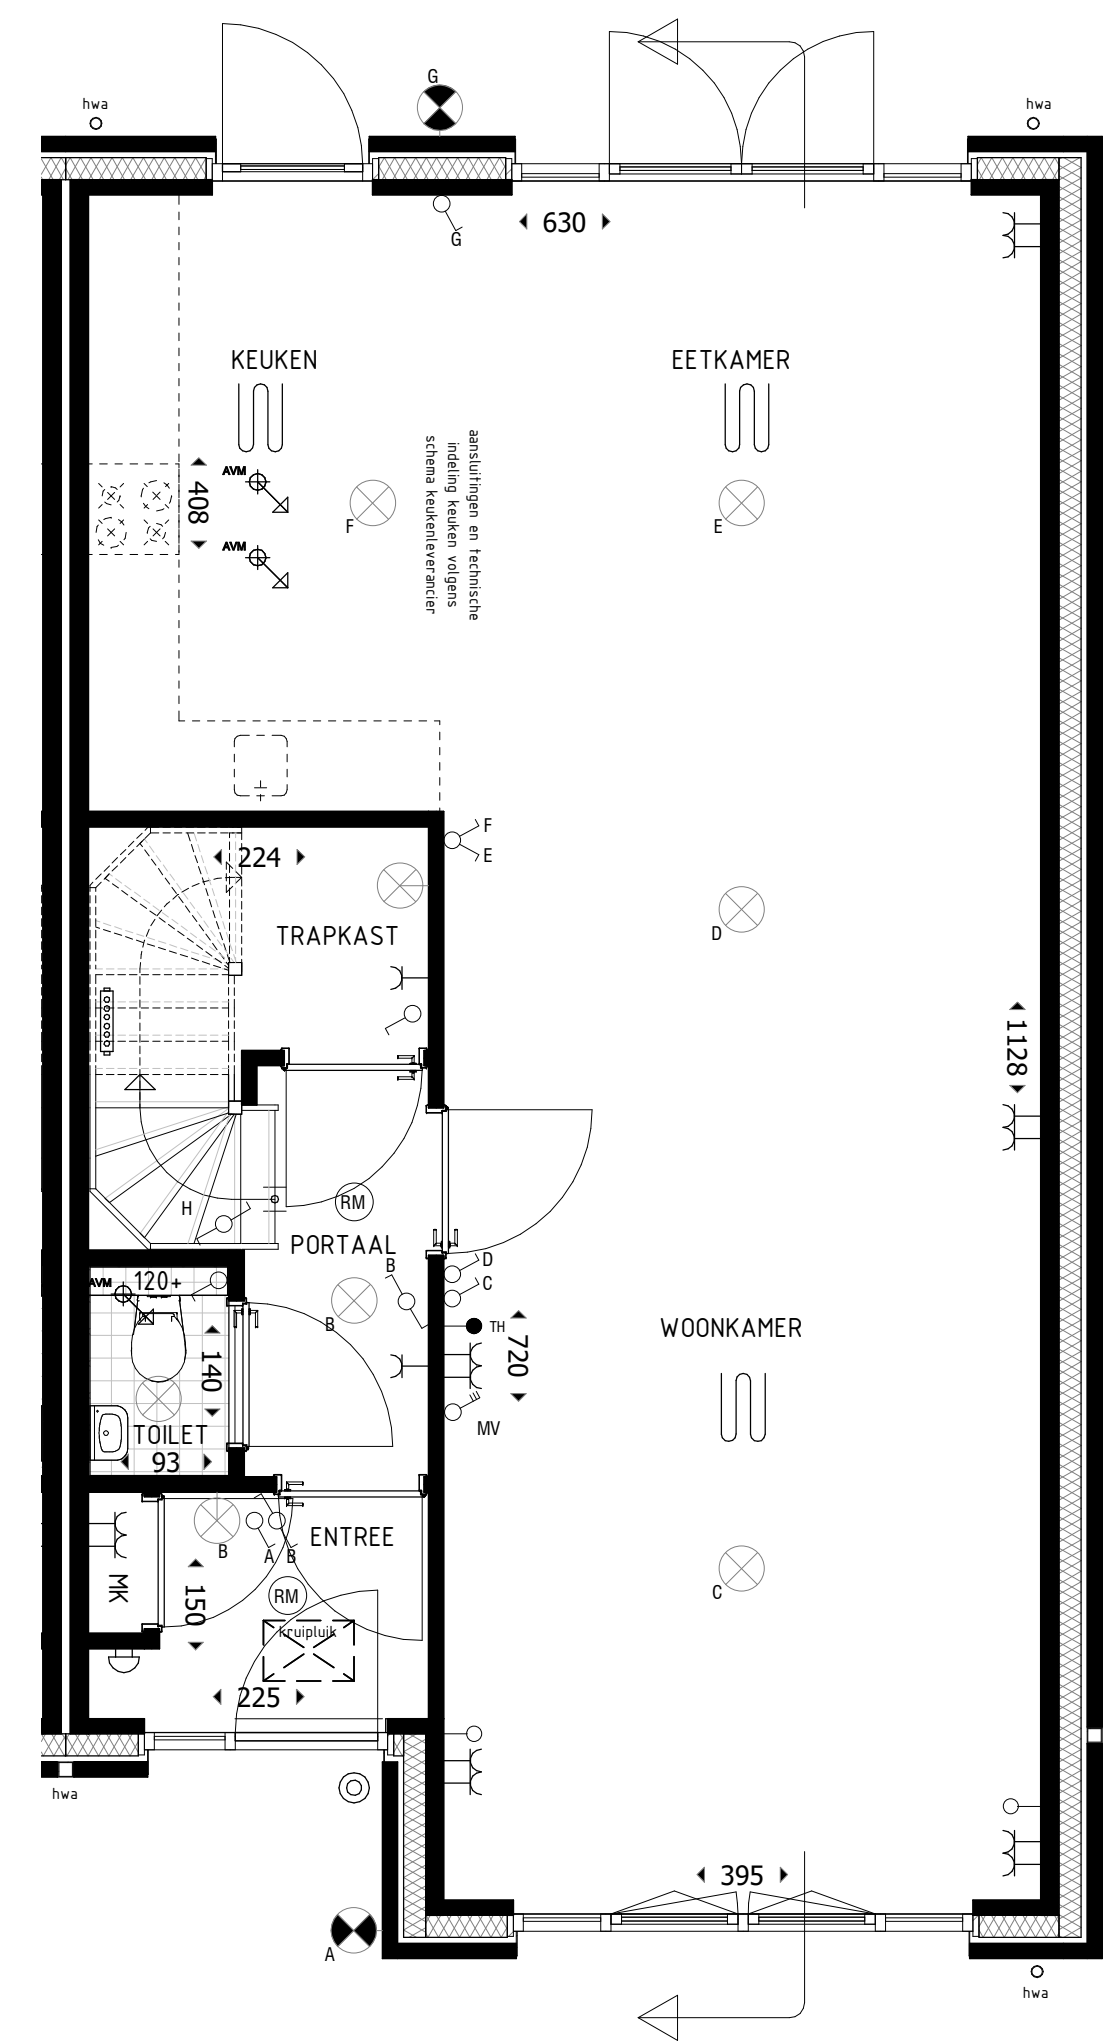 G
hwa
hwa
G
630
KEUKEN
EETKAMER
aansluitingen en technische
indeling keuken volgens
schema keukenleverancier
AVM
408
F
E
AVM
F
224
E
TRAPKAST
D
1128
RM
H
PORTAAL
B
D
C
AVM
120+
B
TH
WOONKAMER
720
140
TOILET
MV
93
ENTREE
B
A
B
MK
150
RM
C
kruipluik
225
hwa
395
A
hwa